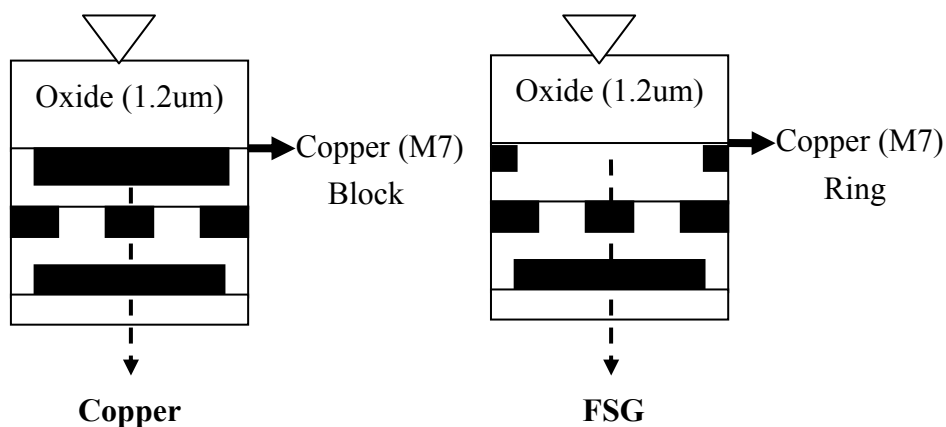 Oxide (1.2um)
Copper (M7)
Block
Copper
Oxide (1.2um)
Copper (M7)
Ring
FSG